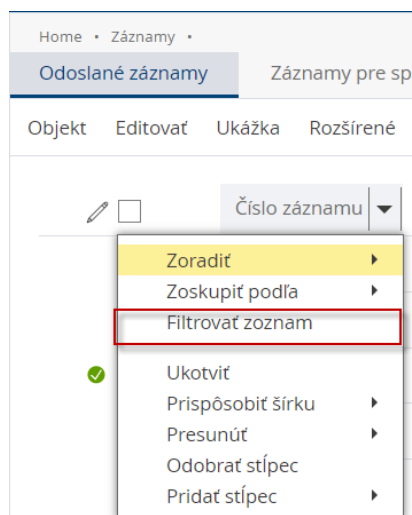 Home • Záznamy •
Odoslané záznamy Záznamy pre sp
Objekt Editovať Ukážka Rozšírené
Číslo záznamu
Zoradiť
Zoskupiť podľa
Filtrovať zoznam
Ukotviť
Prispôsobiť šírku
Presunúť
Odobrať stĺpec
Pridať stĺpec